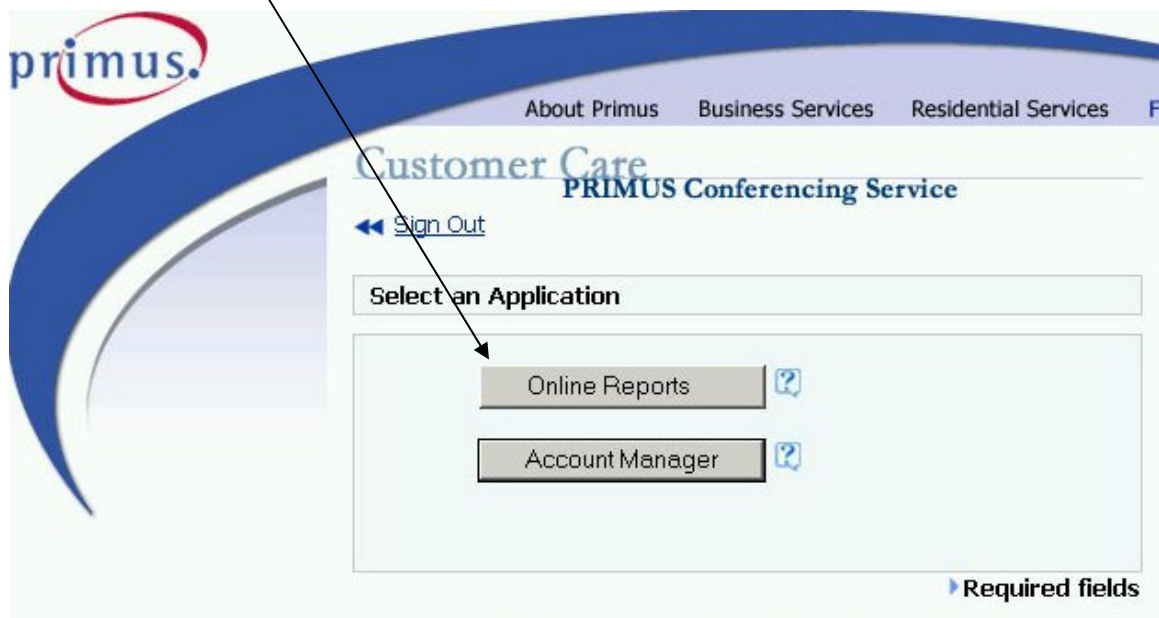 primus.
About Primus Business Services Residential Services F
Customer Care
PRIMUS Conferencing Service
Sign Out
Select an Application
Online Reports ?
Account Manager ?
Required fields